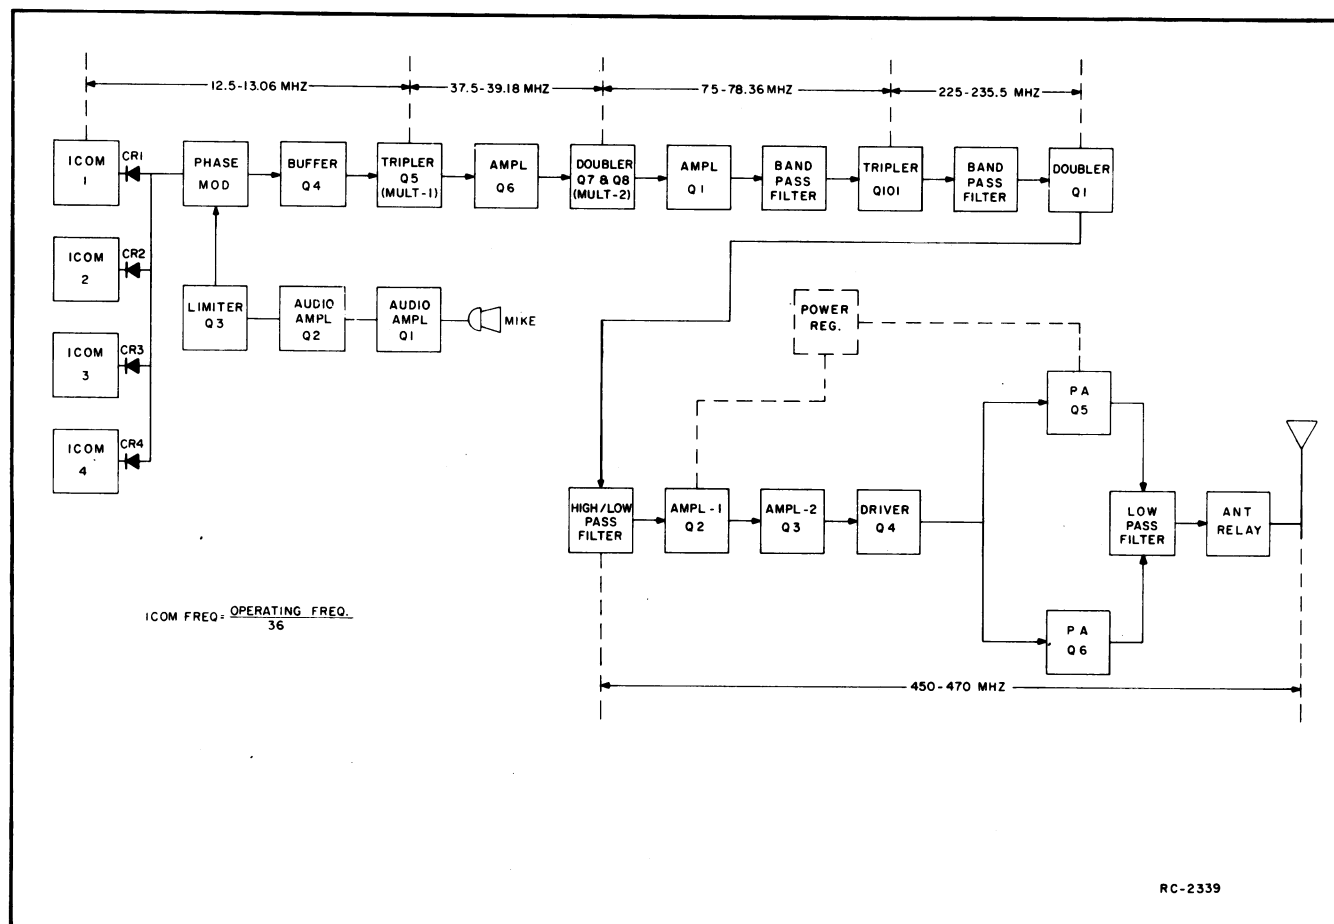 12.5-13.06 MHZ
37.5-39.18 MHZ
75-78.36 MHZ
225-235.5 MHZ
ICOM
1
CR1
PHASE
MOD
BUFFER
Q4
TRIPLER
Q5
(MULT-1)
AMPL
Q6
DOUBLER
Q7 & Q8
(MULT-2)
AMPL
Q1
BAND
PASS
FILTER
TRIPLER
Q101
BAND
PASS
FILTER
DOUBLER
Q1
ICOM
2
CR2
LIMITER
Q3
AUDIO
AMPL
Q2
AUDIO
AMPL
Q1
MIKE
POWER
REG.
ICOM
3
CR3
PA
Q5
ICOM
4
CR4
HIGH/LOW
PASS
FILTER
AMPL-1
Q2
AMPL-2
Q3
DRIVER
Q4
LOW
PASS
FILTER
ANT
RELAY
ICOM FREQ= OPERATING FREQ.
36
PA
Q6
450-470 MHZ
RC-2339